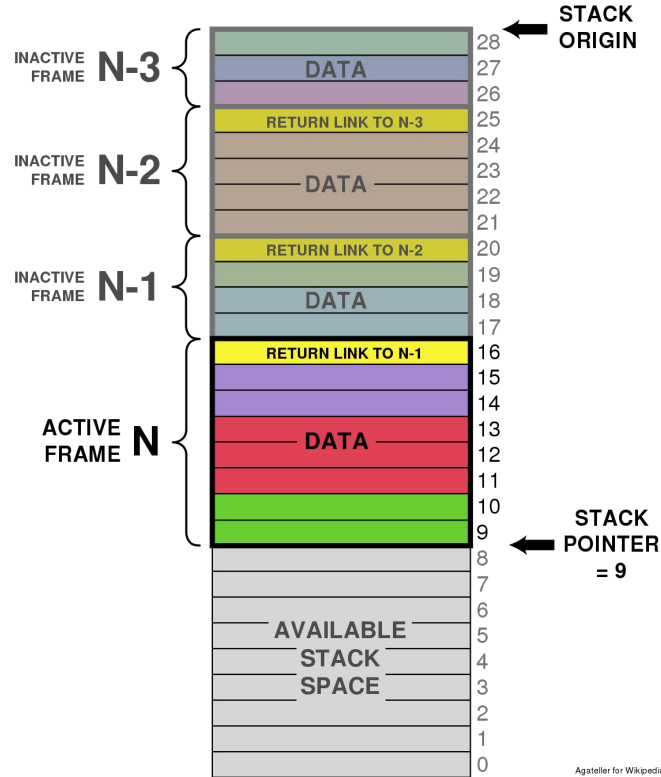 STACK
ORIGIN
28
INACTIVE
FRAME N-3
DATA
27
26
RETURN LINK TO N-3
25
24
INACTIVE
FRAME N-2
23
DATA
22
21
RETURN LINK TO N-2
20
19
INACTIVE
FRAME N-1
DATA
18
17
RETURN LINK TO N-1
16
15
14
13
ACTIVE
FRAME N
DATA
12
11
10
9
STACK
POINTER
= 9
8
7
6
AVAILABLE
5
STACK
4
SPACE
3
2
1
0
Agateller for Wikipedia